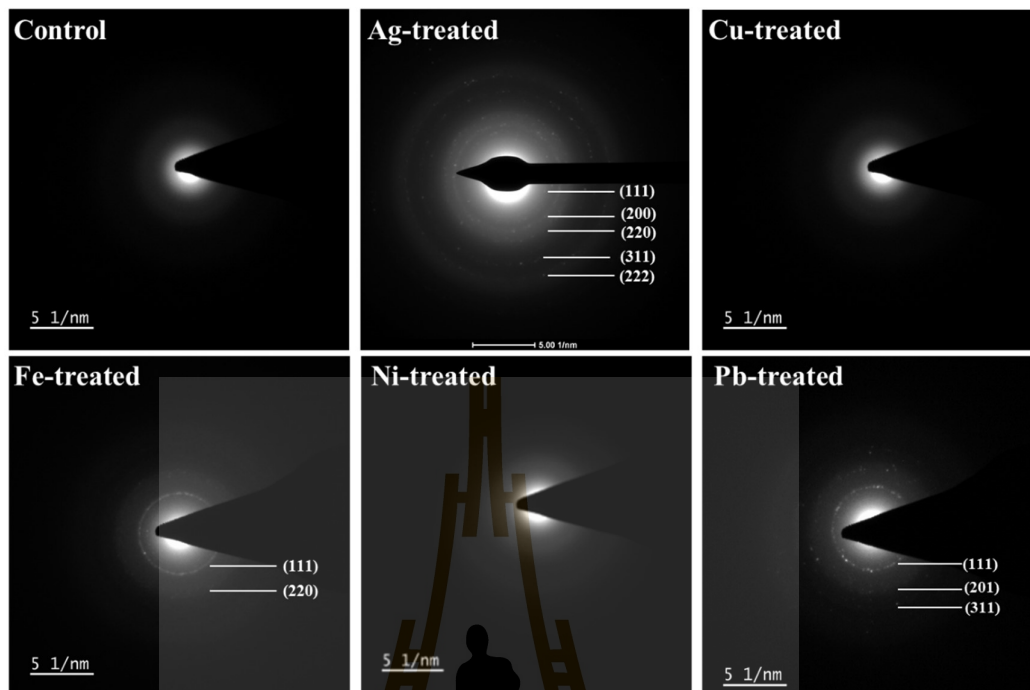 Control
Ag-treated
Cu-treated
(111)
(200)
(220)
(311)
(222)
5 1/nm
5.00 1/nm
5 1/nm
Fe-treated
Ni-treated
Pb-treated
(111)
(220)
(111)
(201)
(311)
5 1/nm
5 1/nm
5 1/nm